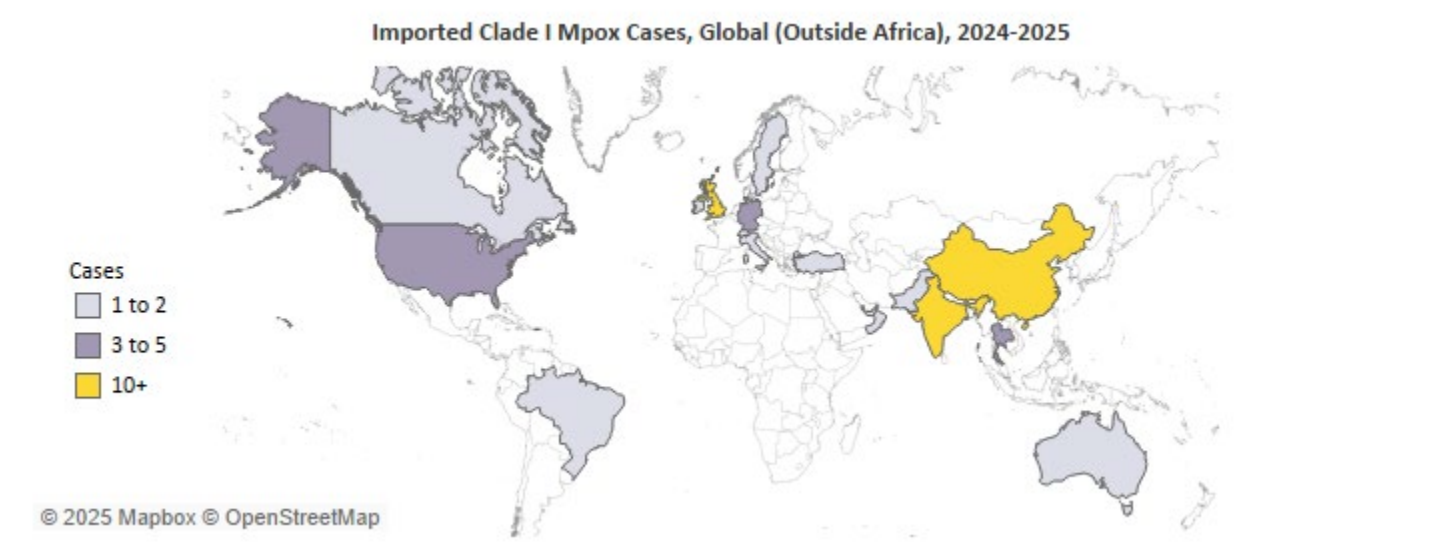 Imported Clade I Mpox Cases, Global (Outside Africa), 2024-2025
Cases
1 to 2
3 to 5
10+
© 2025 Mapbox © OpenStreetMap